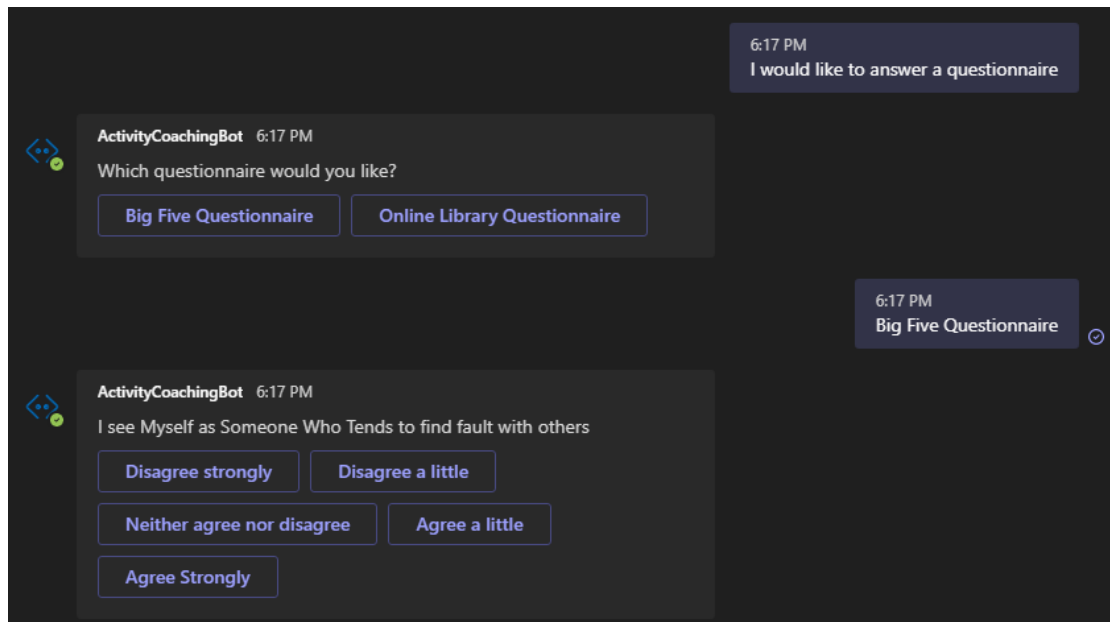 6:17 PM
I would like to answer a questionnaire
ActivityCoachingBot 6:17 PM
Which questionnaire would you like?
Big Five Questionnaire Online Library Questionnaire
6:17 PM
Big Five Questionnaire
ActivityCoachingBot 6:17 PM
I see Myself as Someone Who Tends to find fault with others
Disagree strongly Disagree a little
Neither agree nor disagree Agree a little
Agree Strongly